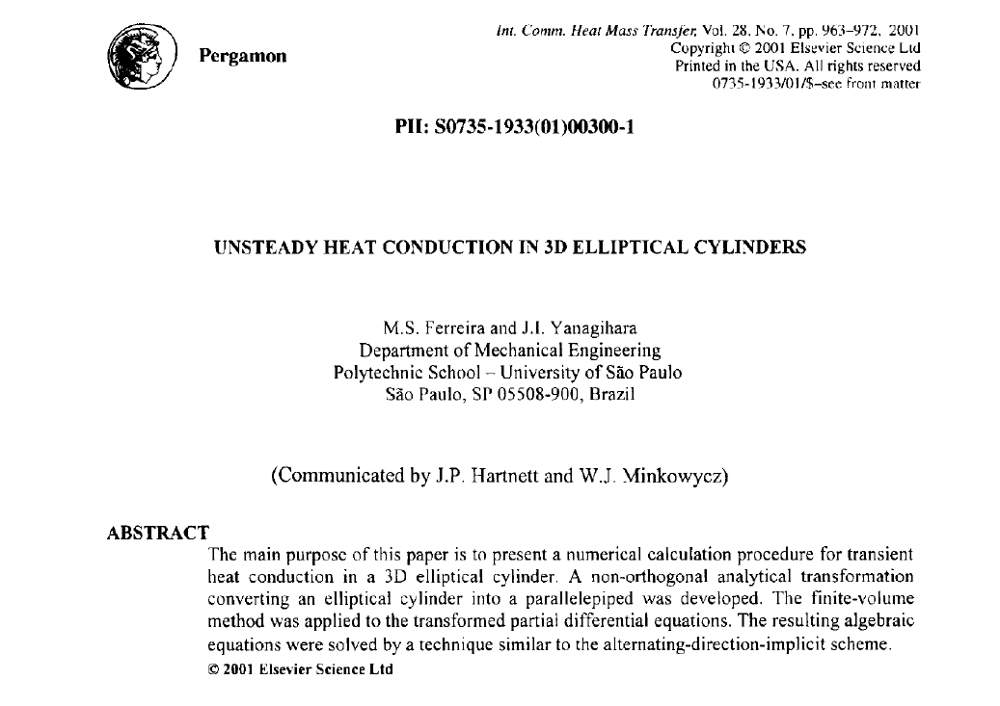 Pergamon
Int. Comm. Heat Mass Transfer, Vol. 28, No. 7, pp. 963–972, 2001
Copyright © 2001 Elsevier Science Ltd
Printed in the USA. All rights reserved
0735-1933/01/$–see front matter
PII: S0735-1933(01)00300-1
UNSTEADY HEAT CONDUCTION IN 3D ELLIPTICAL CYLINDERS
M.S. Ferreira and J.I. Yanagihara
Department of Mechanical Engineering
Polytechnic School – University of São Paulo
São Paulo, SP 05508-900, Brazil
(Communicated by J.P. Hartnett and W.J. Minkowycz)
ABSTRACT
The main purpose of this paper is to present a numerical calculation procedure for transient
heat conduction in a 3D elliptical cylinder. A non-orthogonal analytical transformation
converting an elliptical cylinder into a parallelepiped was developed. The finite-volume
method was applied to the transformed partial differential equations. The resulting algebraic
equations were solved by a technique similar to the alternating-direction-implicit scheme.
© 2001 Elsevier Science Ltd